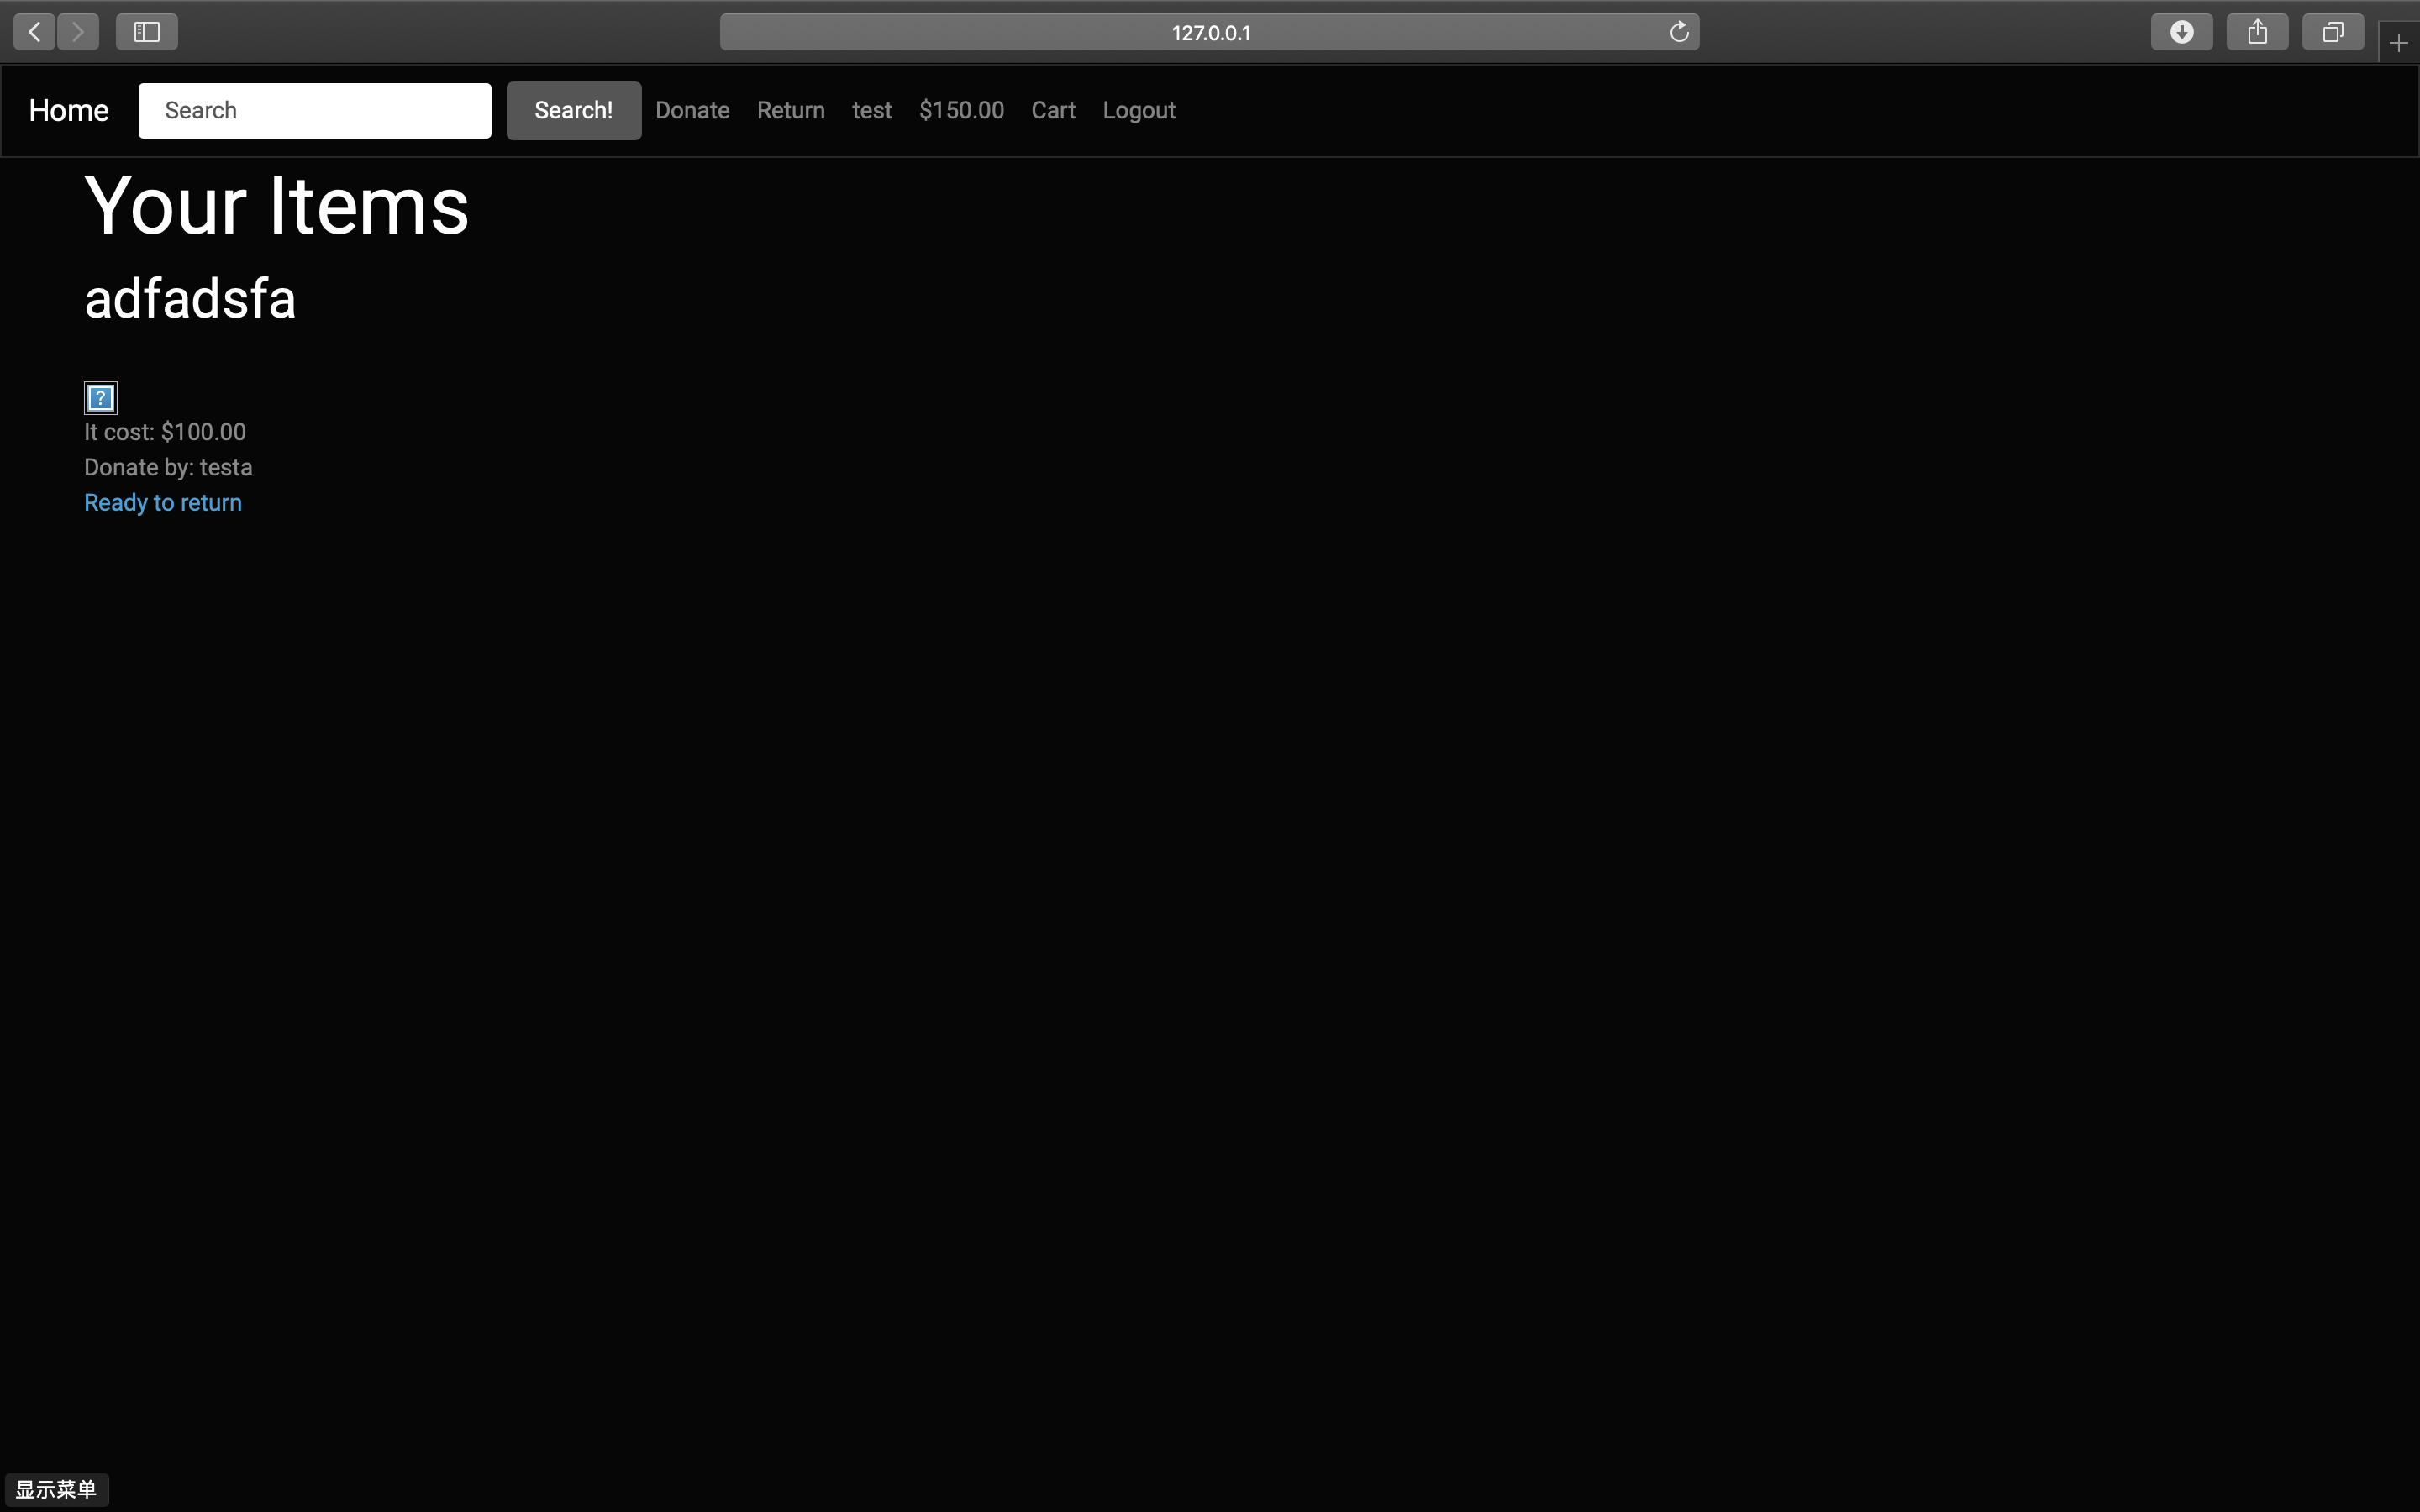 127.0.0.1
Home Search Search! Donate Return test $150.00 Cart Logout
Your Items
adfadsfa
?
It cost: $100.00
Donate by: testa
Ready to return
显示菜单